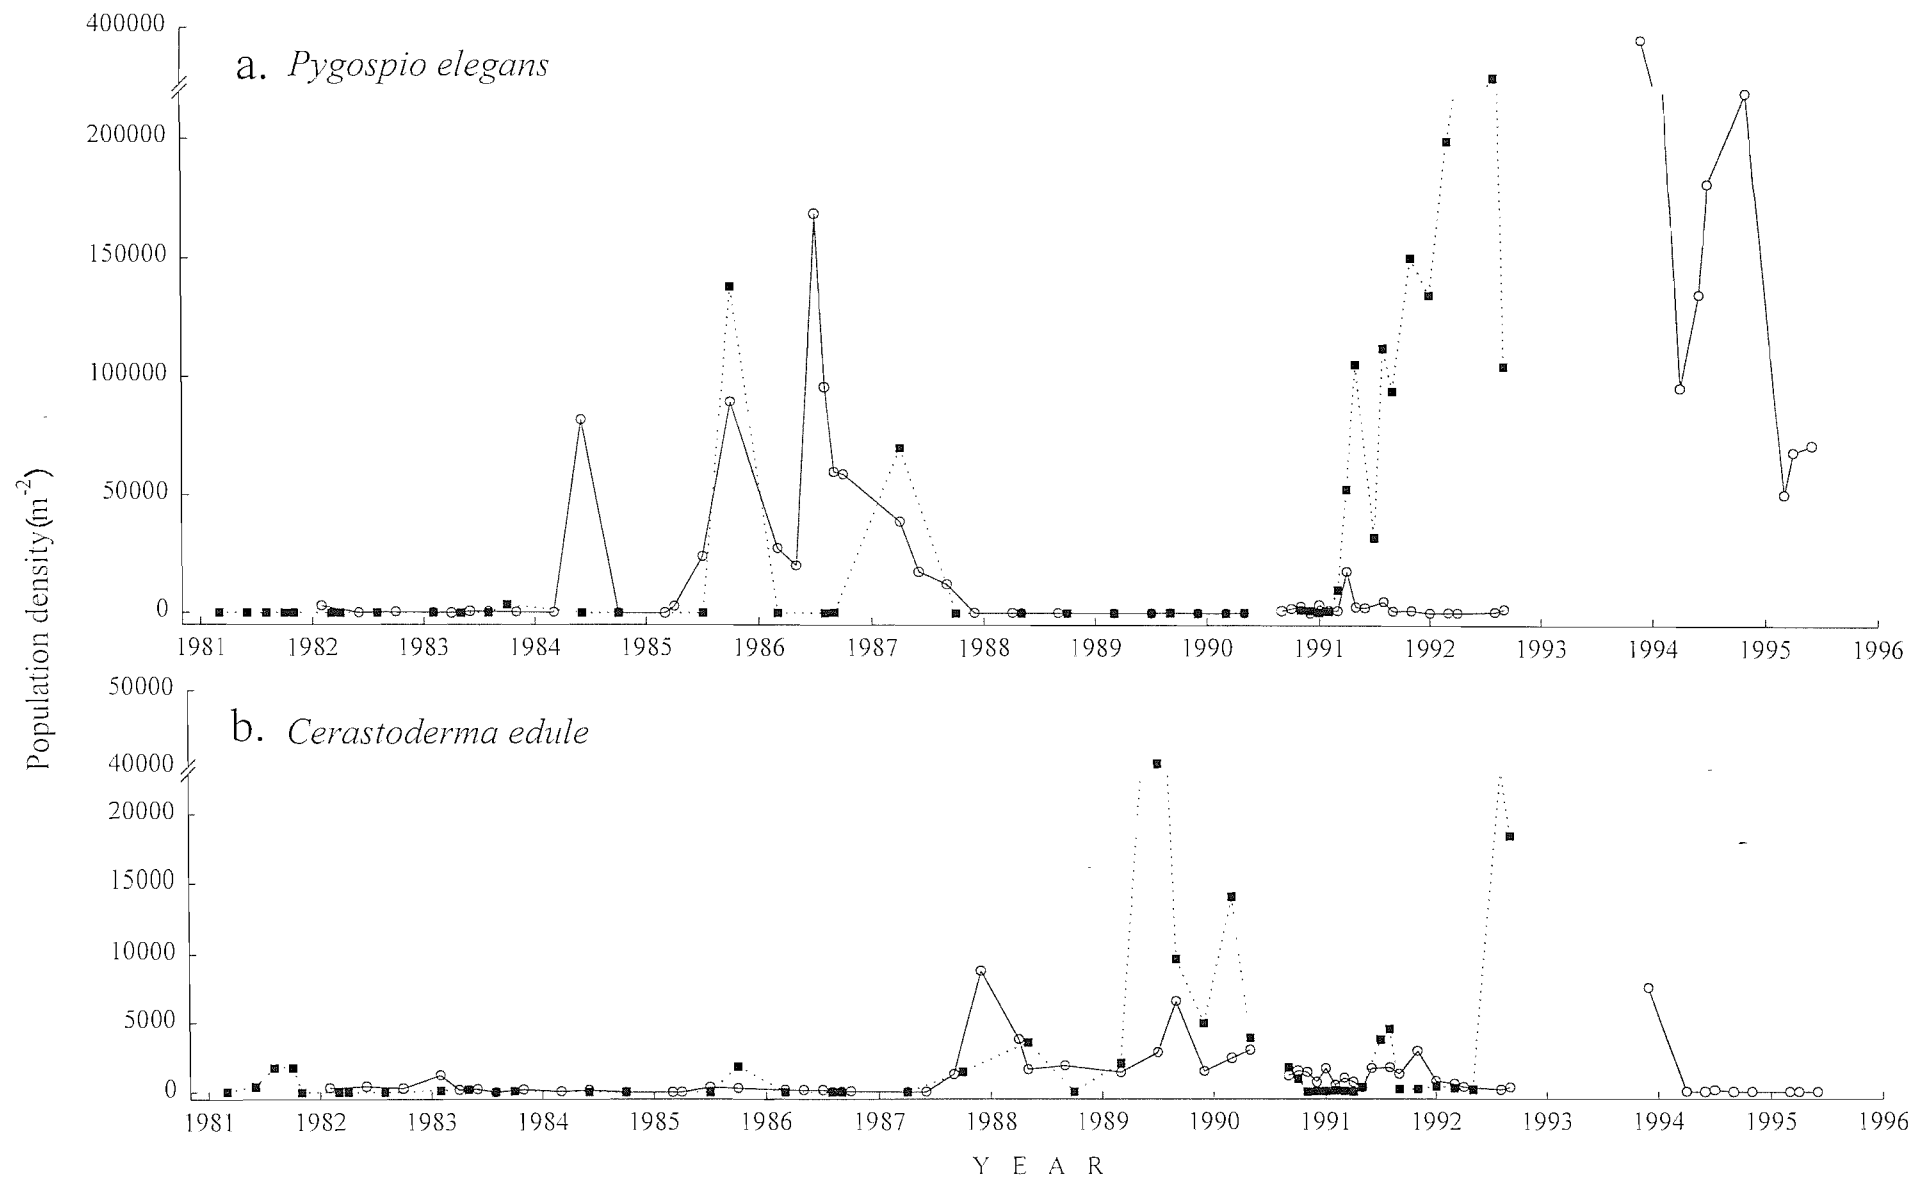 400000
a. Pygospio elegans
200000
150000
100000
50000
0
1981 1982 1983 1984 1985 1986 1987 1988 1989 1990 1991 1992 1993 1994 1995 1996
Population density (m-2)
50000
b. Cerastoderma edule
40000
20000
15000
10000
5000
0
1981 1982 1983 1984 1985 1986 1987 1988 1989 1990 1991 1992 1993 1994 1995 1996
YEAR